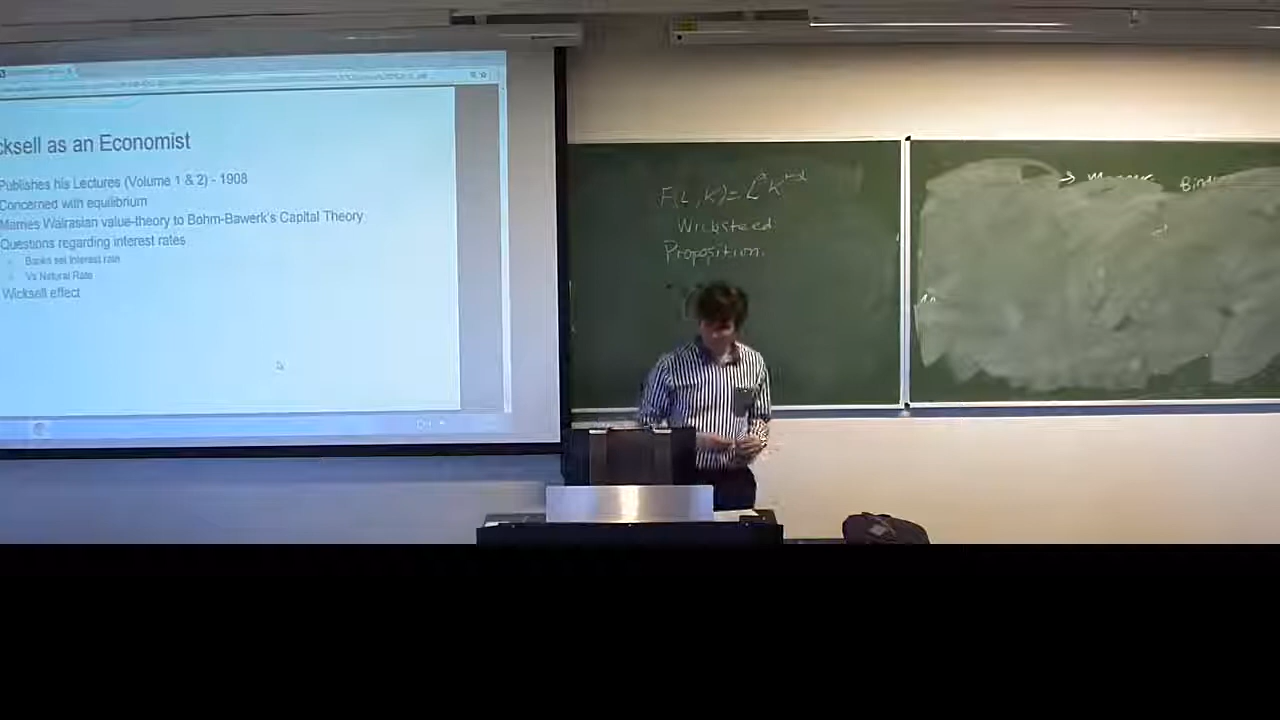 cksell as an Economist
Publishes his Lectures (Volume 1 & 2) - 1908
Concerned with equilibrium
Marries Walrasian value-theory to Bohm-Bawerk's Capital Theory
Questions regarding interest rates
Banks set Interest rate
Vs Natural Rate
Wicksell effect
F(L, K) = L^α K^1-α
Wicksteed
Proposition.